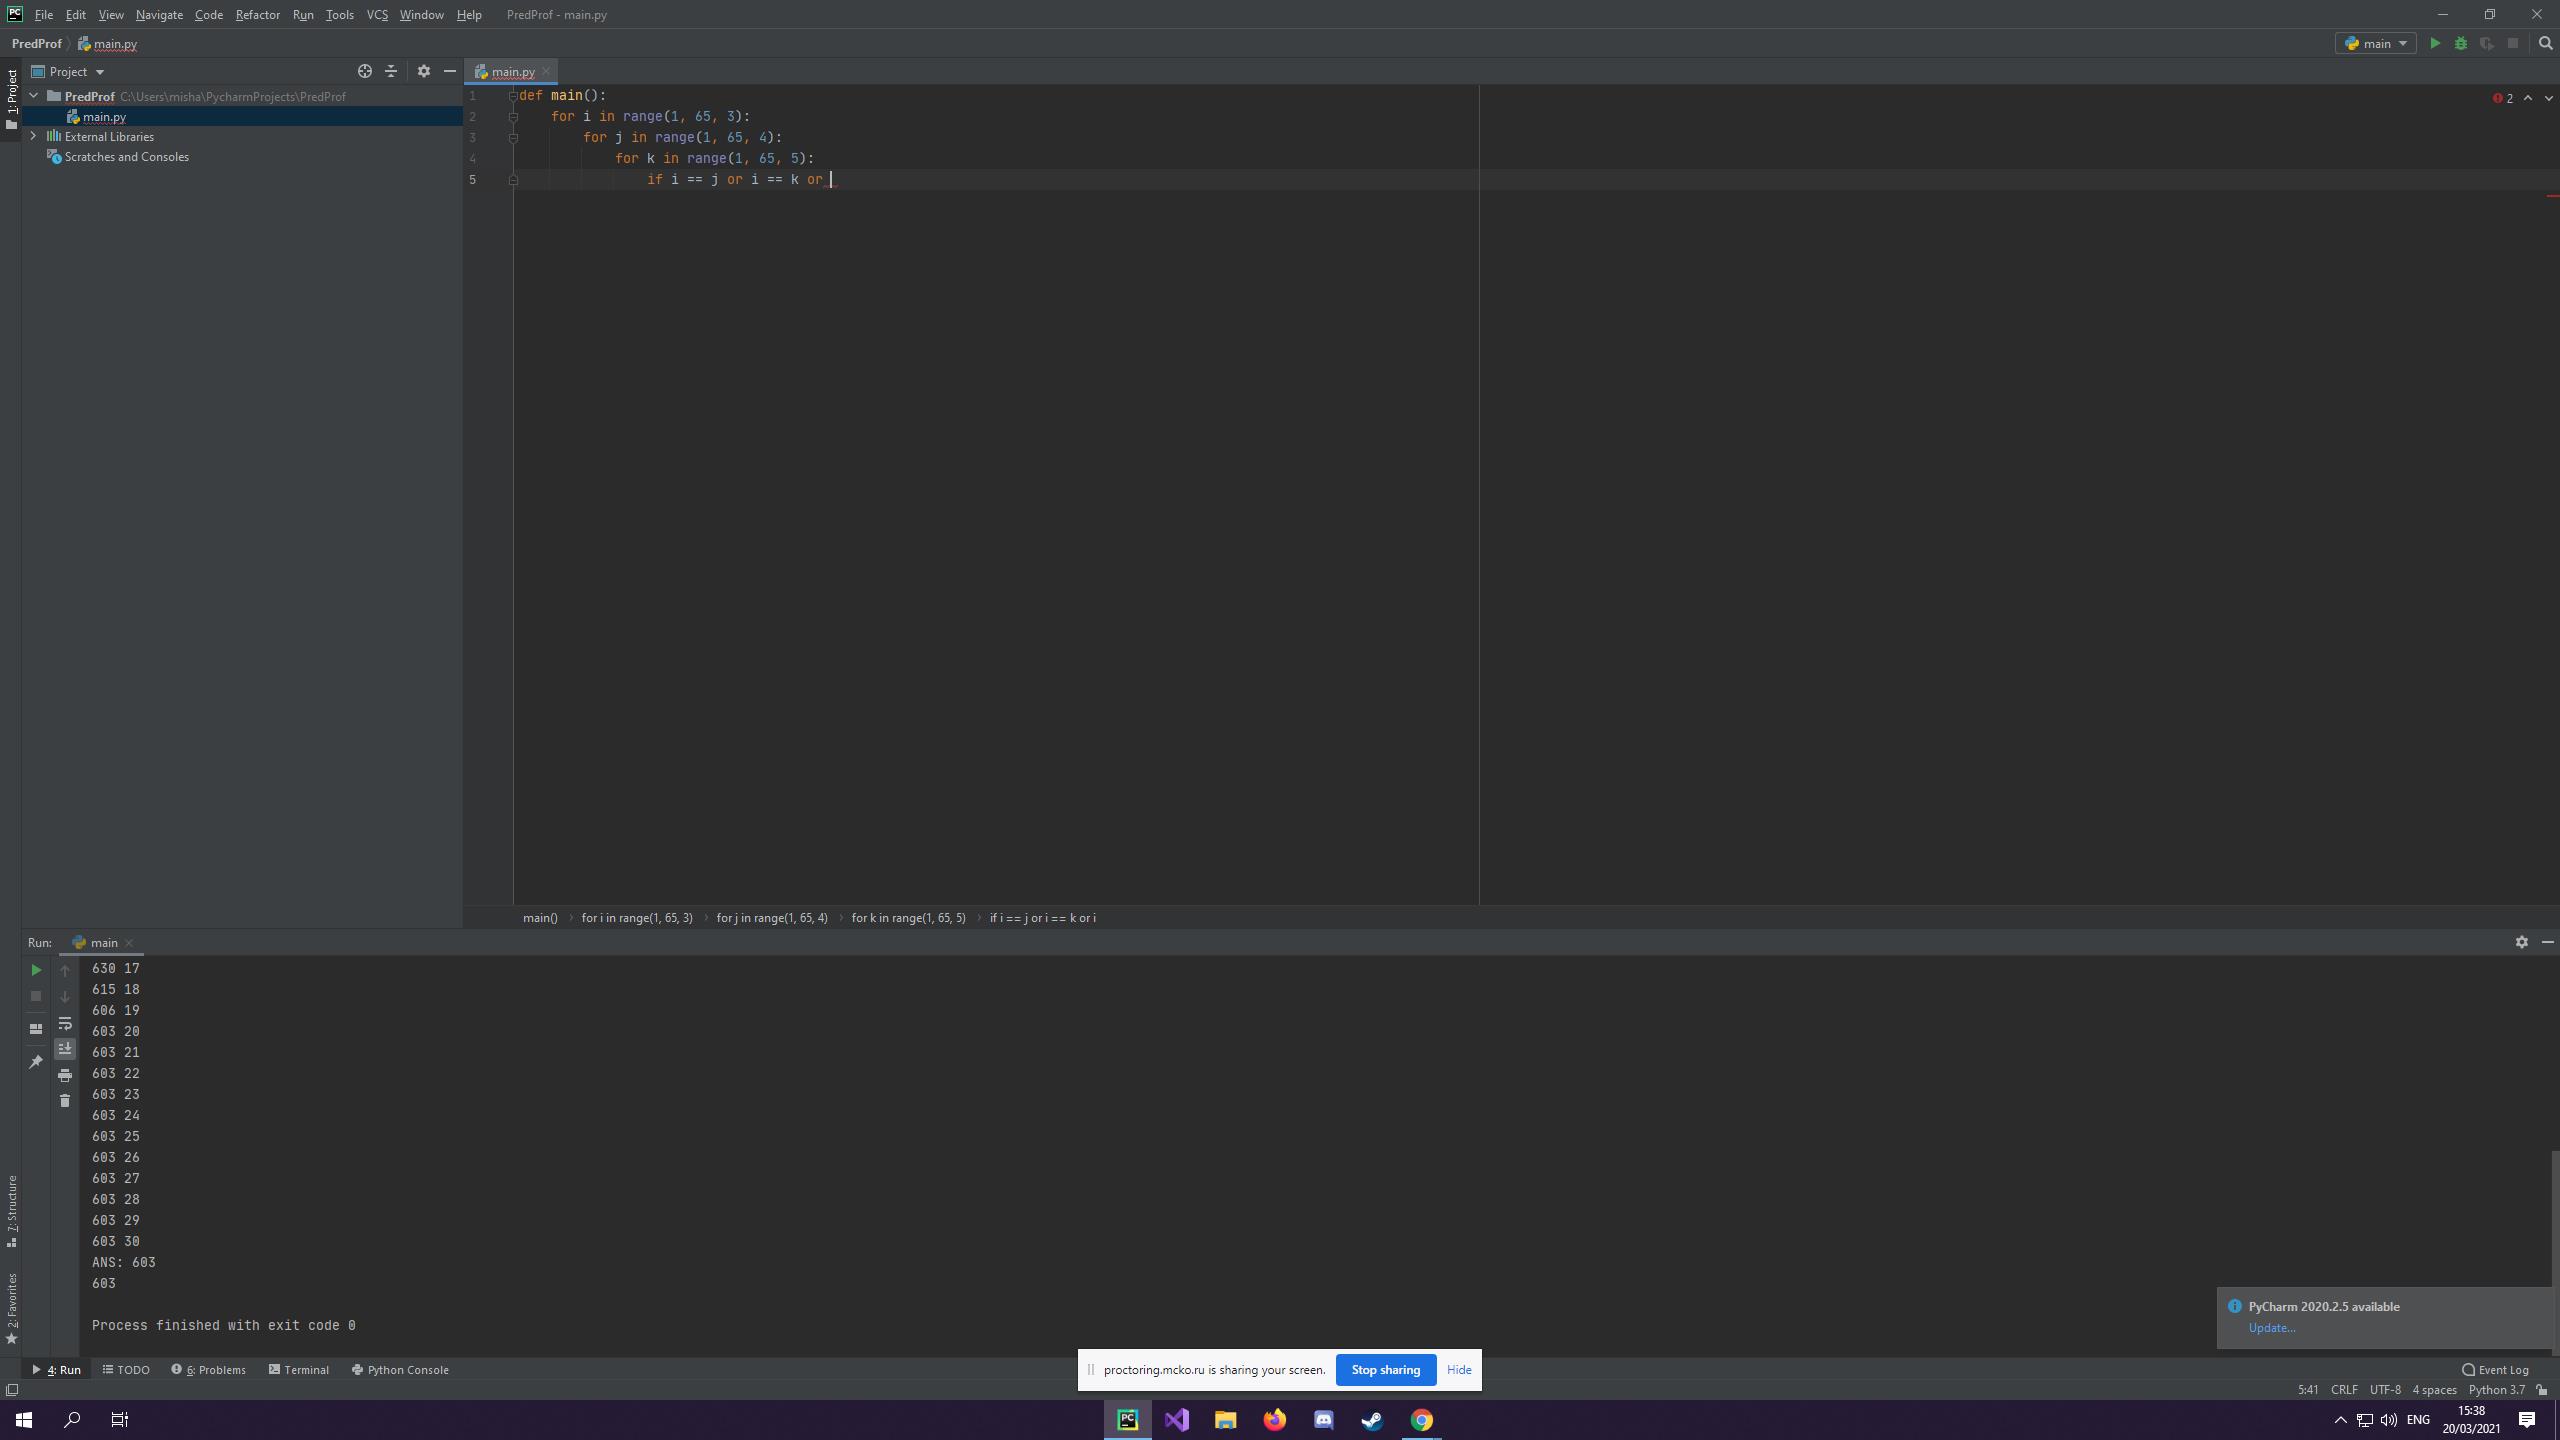 PC File Edit View Navigate Code Refactor Run Tools VCS Window Help PredProf - main.py
PredProf main.py main
1: Project
Project main.py
PredProf C:\Users\misha\PycharmProjects\PredProf
main.py
External Libraries
Scratches and Consoles
1 def main():
2 for i in range(1, 65, 3):
3 for j in range(1, 65, 4):
4 for k in range(1, 65, 5):
5 if i == j or i == k or
2
main() for i in range(1, 65, 3) for j in range(1, 65, 4) for k in range(1, 65, 5) if i == j or i == k or i
Run: main
630 17
615 18
606 19
603 20
603 21
603 22
603 23
603 24
603 25
603 26
603 27
603 28
603 29
603 30
ANS: 603
603
Process finished with exit code 0
7: Structure
2: Favorites
PyCharm 2020.2.5 available
Update...
4: Run TODO 6: Problems Terminal Python Console Event Log
proctoring.mcko.ru is sharing your screen. Stop sharing Hide
5:41 CRLF UTF-8 4 spaces Python 3.7
PC ENG
15:38
20/03/2021